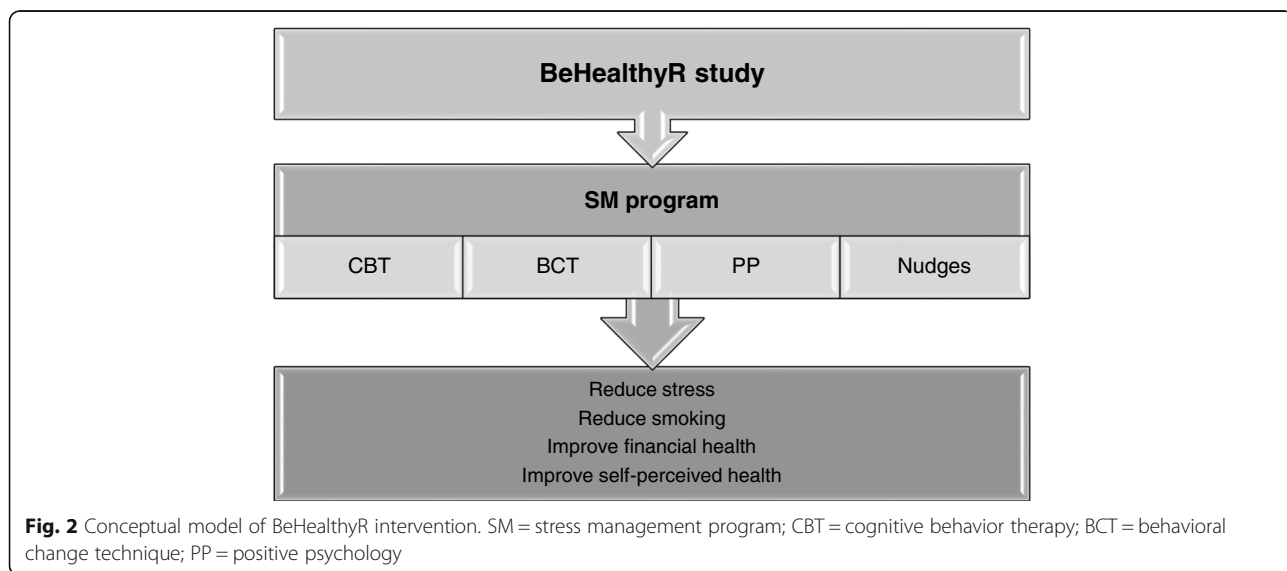 BeHealthyR study
SM program
CBT BCT PP Nudges
Reduce stress
Reduce smoking
Improve financial health
Improve self-perceived health
Fig. 2 Conceptual model of BeHealthyR intervention. SM = stress management program; CBT = cognitive behavior therapy; BCT = behavioral
change technique; PP = positive psychology